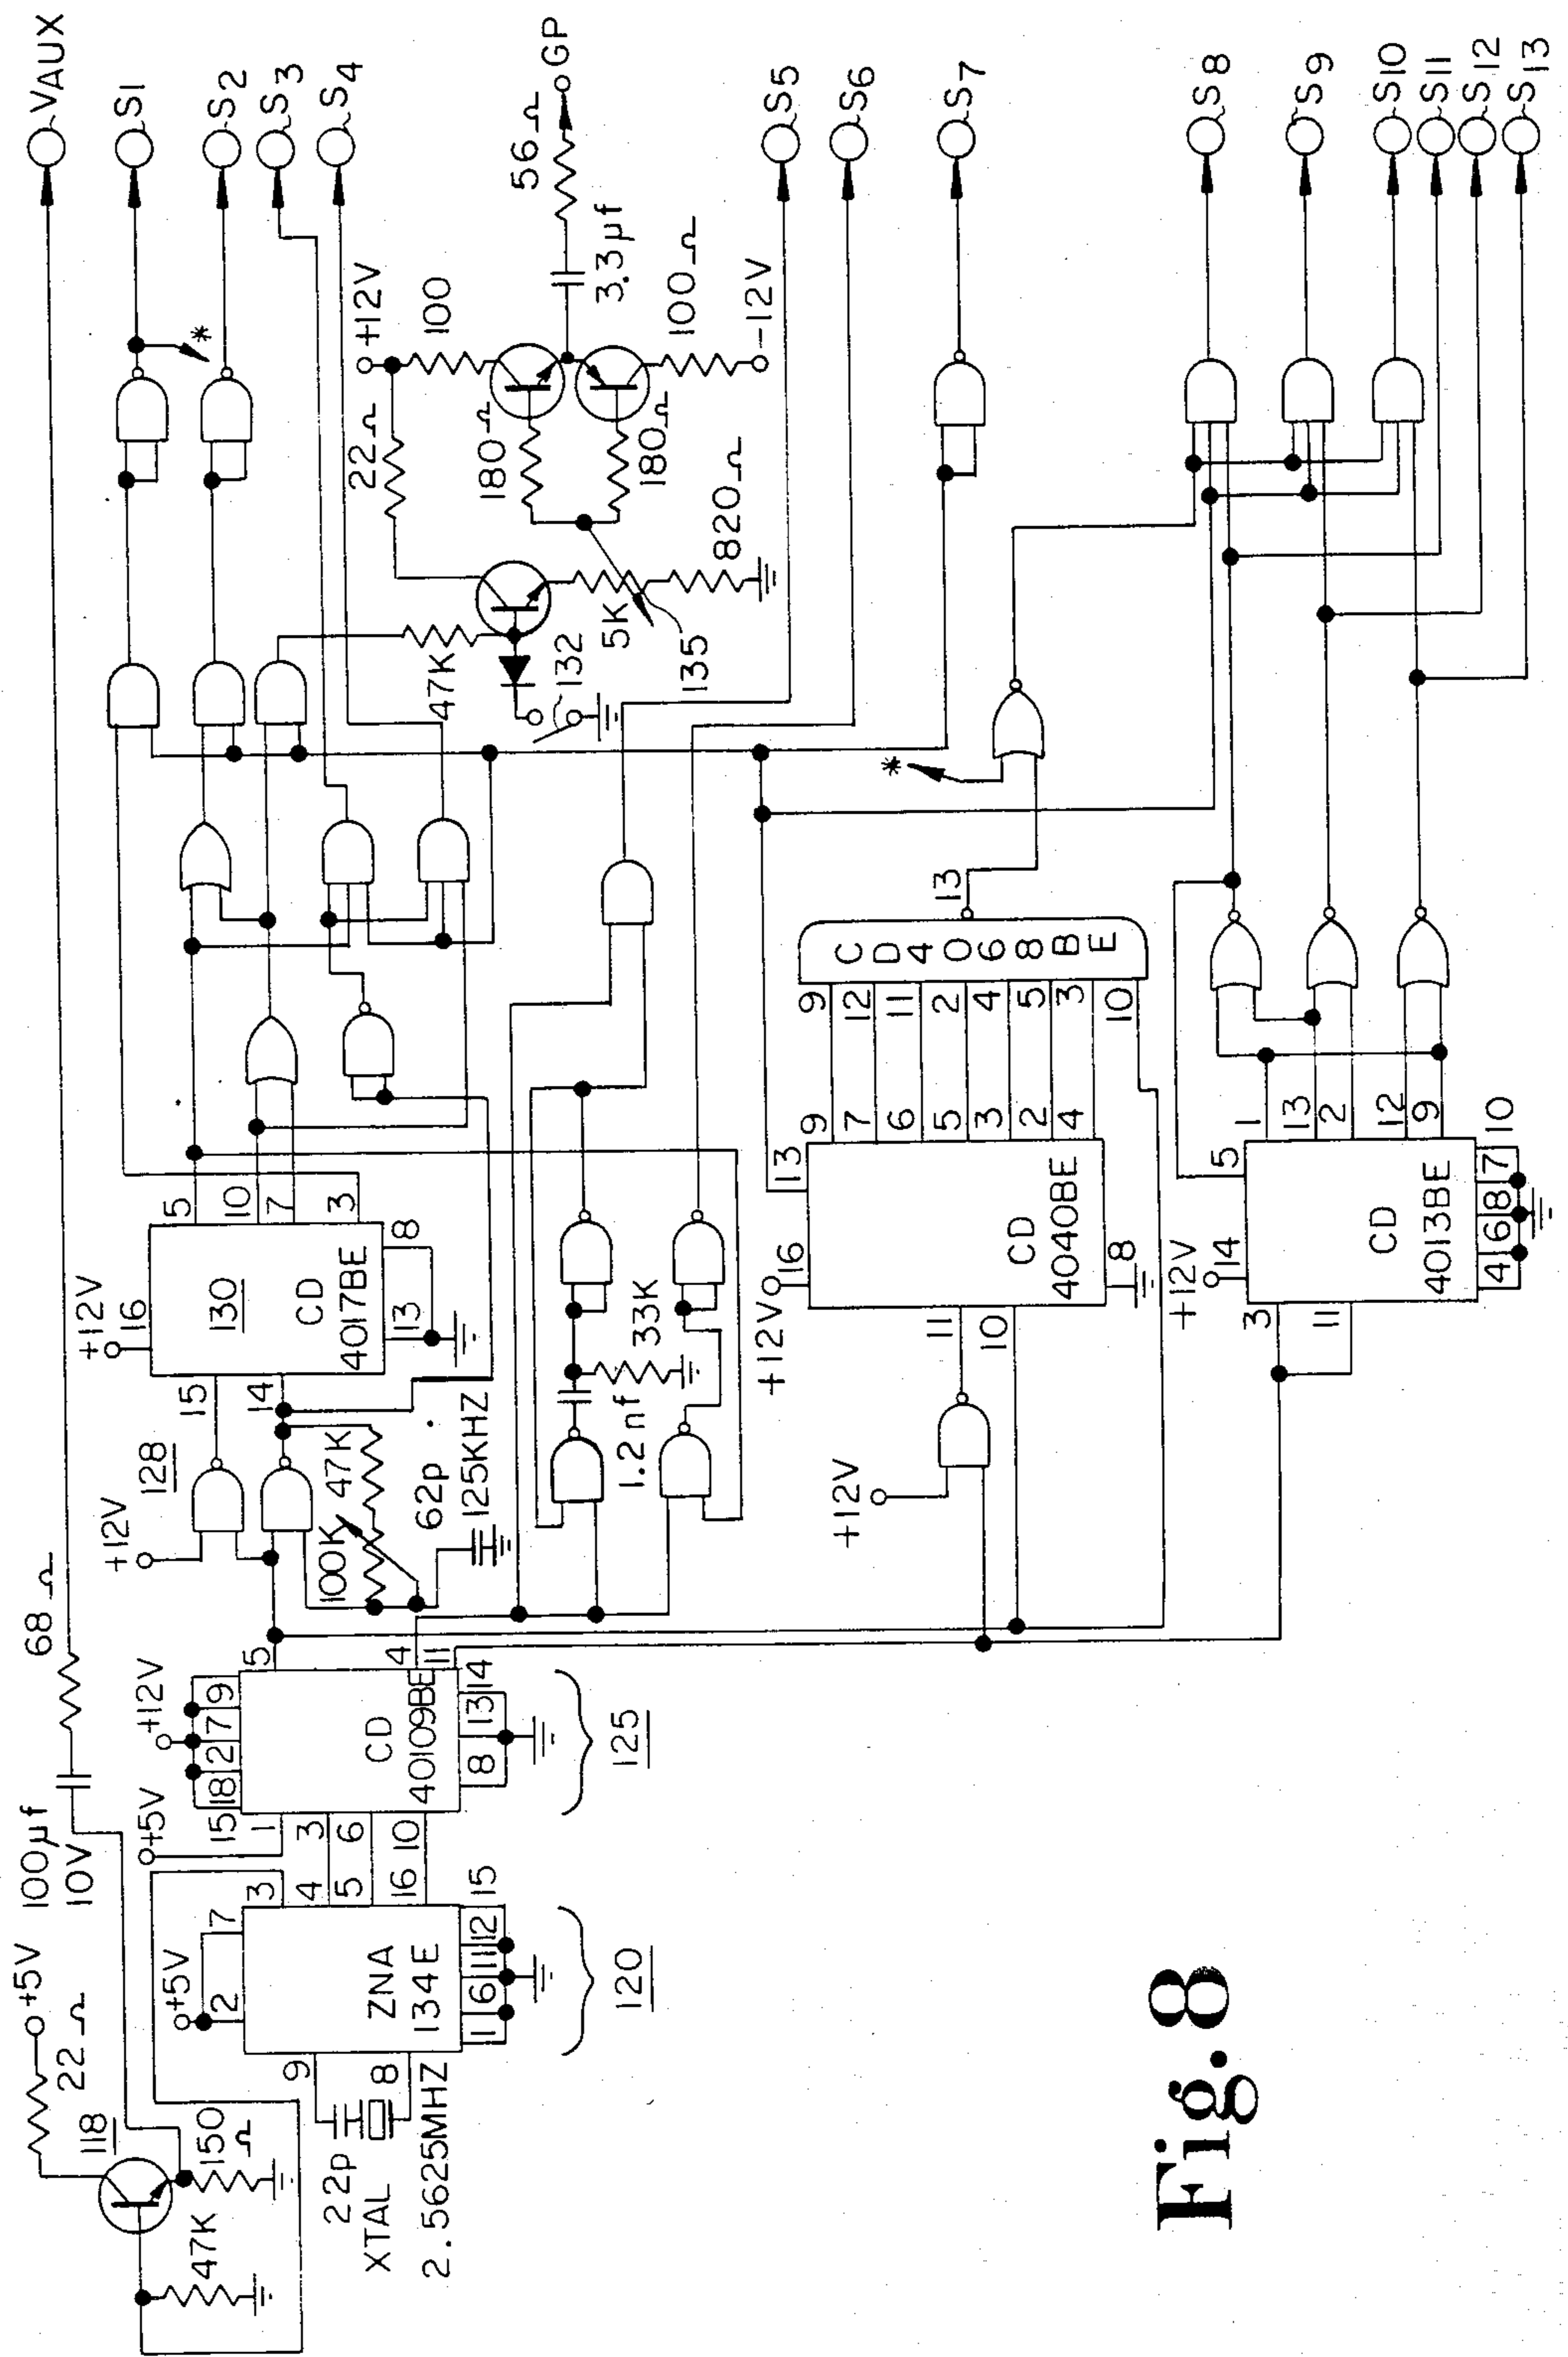 VAUX
S1
S2
S3
S4
GP
56Ω
3.3μf
+12V
100
100Ω
-12V
22Ω
180Ω
180Ω
820Ω
5K
135
47K
132
*
S5
S6
S7
S8
S9
S10
S11
S12
S13
*
13
CD4068BE
9
12
11
2
4
5
3
10
9
7
6
5
3
2
4
13
16
+12V
CD
4040BE
8
11
10
+12V
1
13
2
12
9
5
14
+12V
CD
4013BE
10
7
8
6
4
3
11
5
10
7
3
8
13
16
+12V
130
CD
4017BE
15
14
128
+12V
47K
100K
62p
125KHZ
33K
1.2nf
68Ω
100μf
10V
5
4
11
14
13
8
9
7
2
18
15
+12V
+5V
CD
40109BE
125
1
3
6
10
3
4
5
16
15
12
11
6
1
7
2
+5V
ZNA
134E
120
9
8
22p
XTAL
2.5625MHZ
+5V
22Ω
118
150Ω
47K
Fig. 8